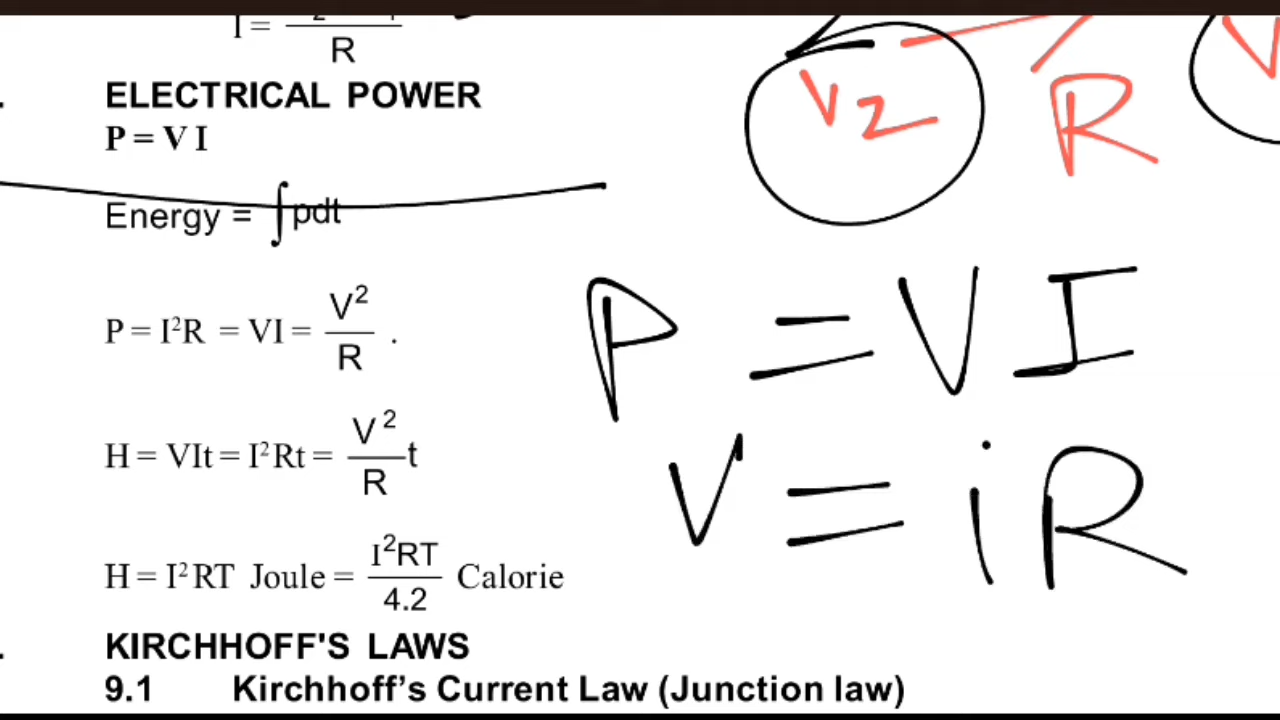 I = 2 / R
ELECTRICAL POWER
P = V I
Energy = ∫pdt
P = I²R = VI = V²/R .
H = VIt = I²Rt = V²/R t
H = I²RT Joule = I²RT/4.2 Calorie
KIRCHHOFF'S LAWS
9.1 Kirchhoff's Current Law (Junction law)
V2
R
P = VI
V = iR